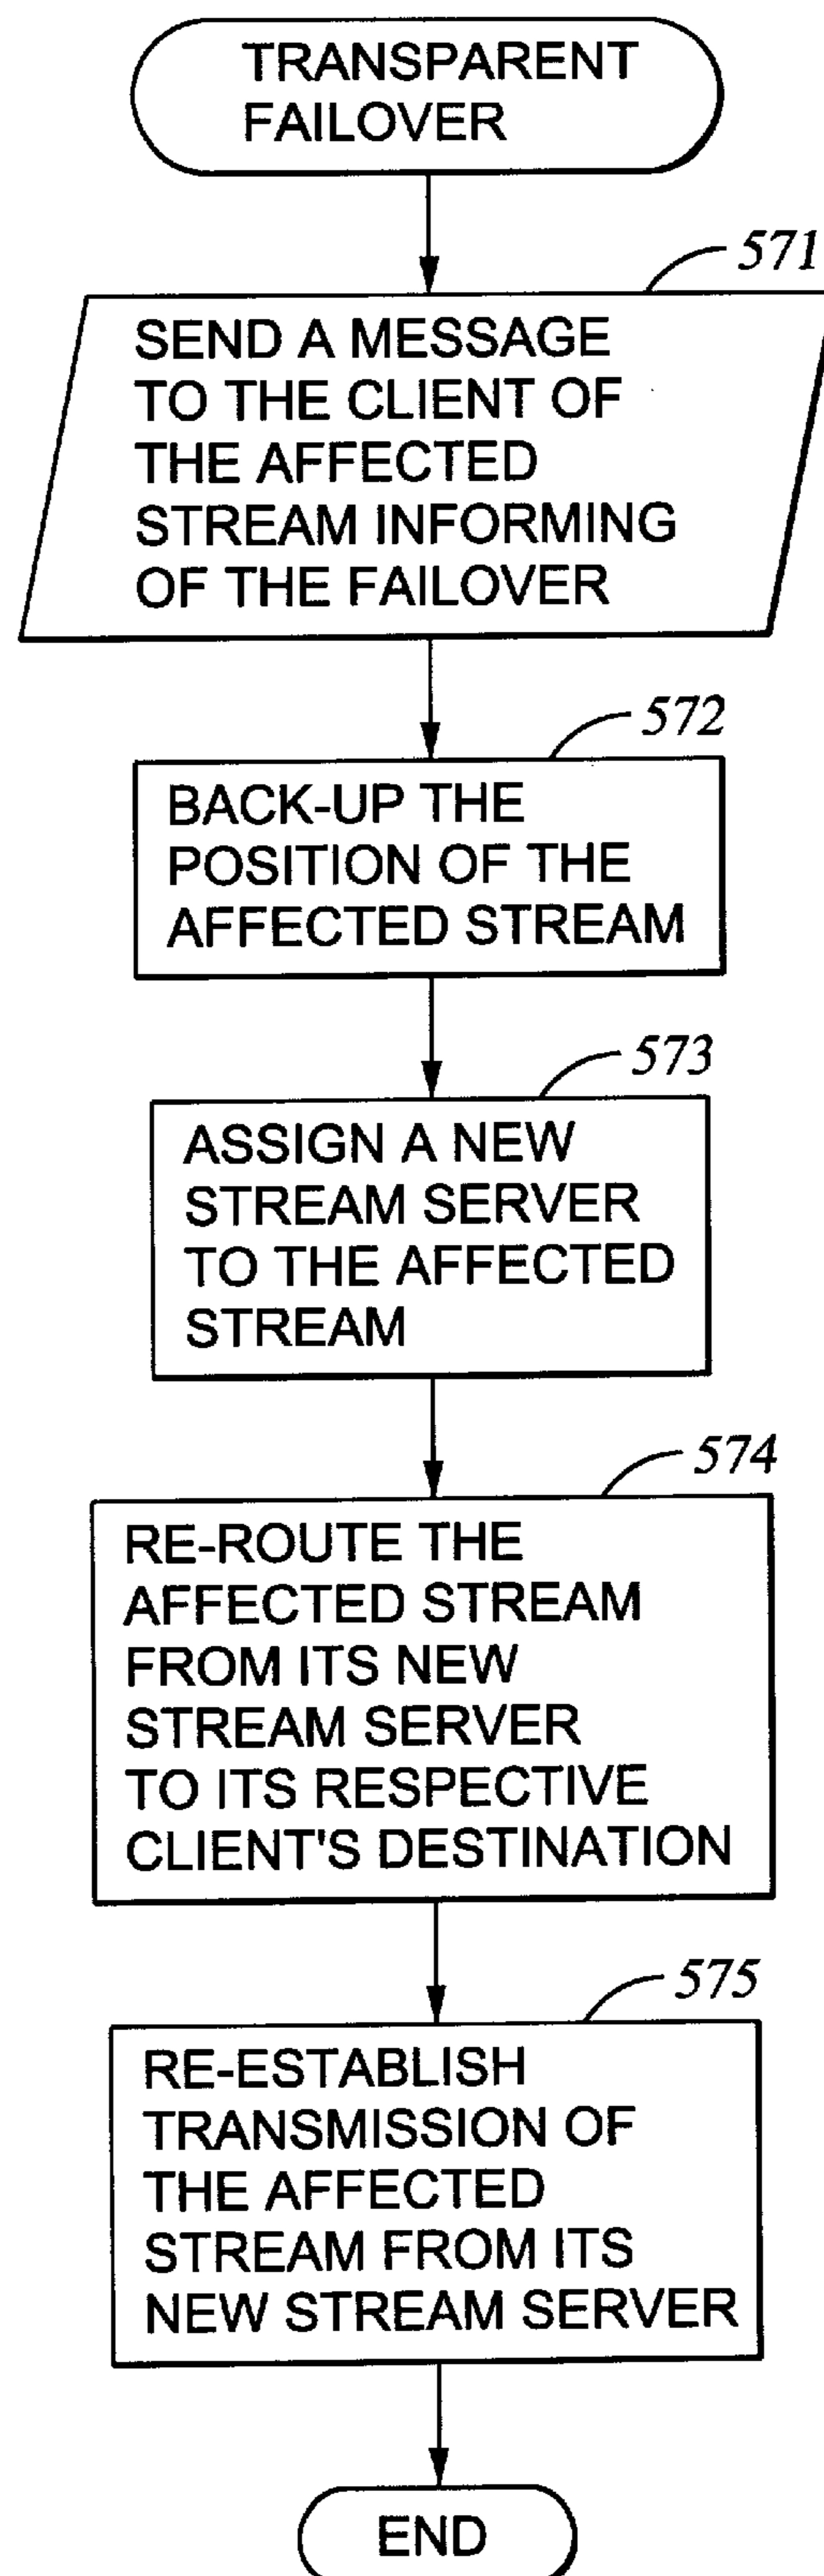 TRANSPARENT
FAILOVER
571
SEND A MESSAGE
TO THE CLIENT OF
THE AFFECTED
STREAM INFORMING
OF THE FAILOVER
572
BACK-UP THE
POSITION OF THE
AFFECTED STREAM
573
ASSIGN A NEW
STREAM SERVER
TO THE AFFECTED
STREAM
574
RE-ROUTE THE
AFFECTED STREAM
FROM ITS NEW
STREAM SERVER
TO ITS RESPECTIVE
CLIENT'S DESTINATION
575
RE-ESTABLISH
TRANSMISSION OF
THE AFFECTED
STREAM FROM ITS
NEW STREAM SERVER
END